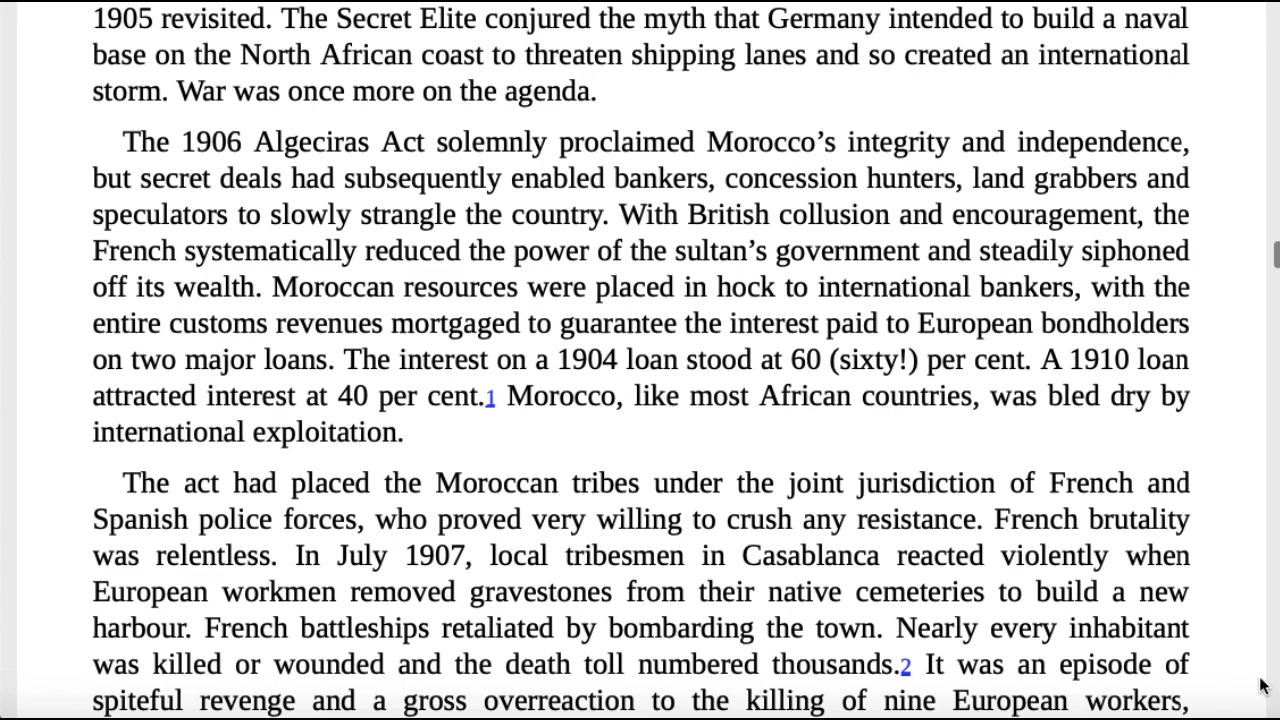 1905 revisited. The Secret Elite conjured the myth that Germany intended to build a naval
base on the North African coast to threaten shipping lanes and so created an international
storm. War was once more on the agenda.
The 1906 Algeciras Act solemnly proclaimed Morocco’s integrity and independence,
but secret deals had subsequently enabled bankers, concession hunters, land grabbers and
speculators to slowly strangle the country. With British collusion and encouragement, the
French systematically reduced the power of the sultan’s government and steadily siphoned
off its wealth. Moroccan resources were placed in hock to international bankers, with the
entire customs revenues mortgaged to guarantee the interest paid to European bondholders
on two major loans. The interest on a 1904 loan stood at 60 (sixty!) per cent. A 1910 loan
attracted interest at 40 per cent.1 Morocco, like most African countries, was bled dry by
international exploitation.
The act had placed the Moroccan tribes under the joint jurisdiction of French and
Spanish police forces, who proved very willing to crush any resistance. French brutality
was relentless. In July 1907, local tribesmen in Casablanca reacted violently when
European workmen removed gravestones from their native cemeteries to build a new
harbour. French battleships retaliated by bombarding the town. Nearly every inhabitant
was killed or wounded and the death toll numbered thousands.2 It was an episode of
spiteful revenge and a gross overreaction to the killing of nine European workers,